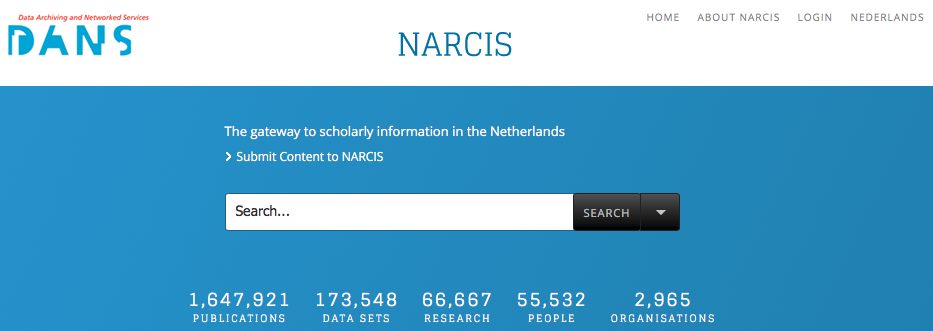 Data Archiving and Networked Services
DANS
HOME ABOUT NARCIS LOGIN NEDERLANDS
NARCIS
The gateway to scholarly information in the Netherlands
Submit Content to NARCIS
Search... SEARCH
1,647,921 173,548 66,667 55,532 2,965
PUBLICATIONS DATA SETS RESEARCH PEOPLE ORGANISATIONS